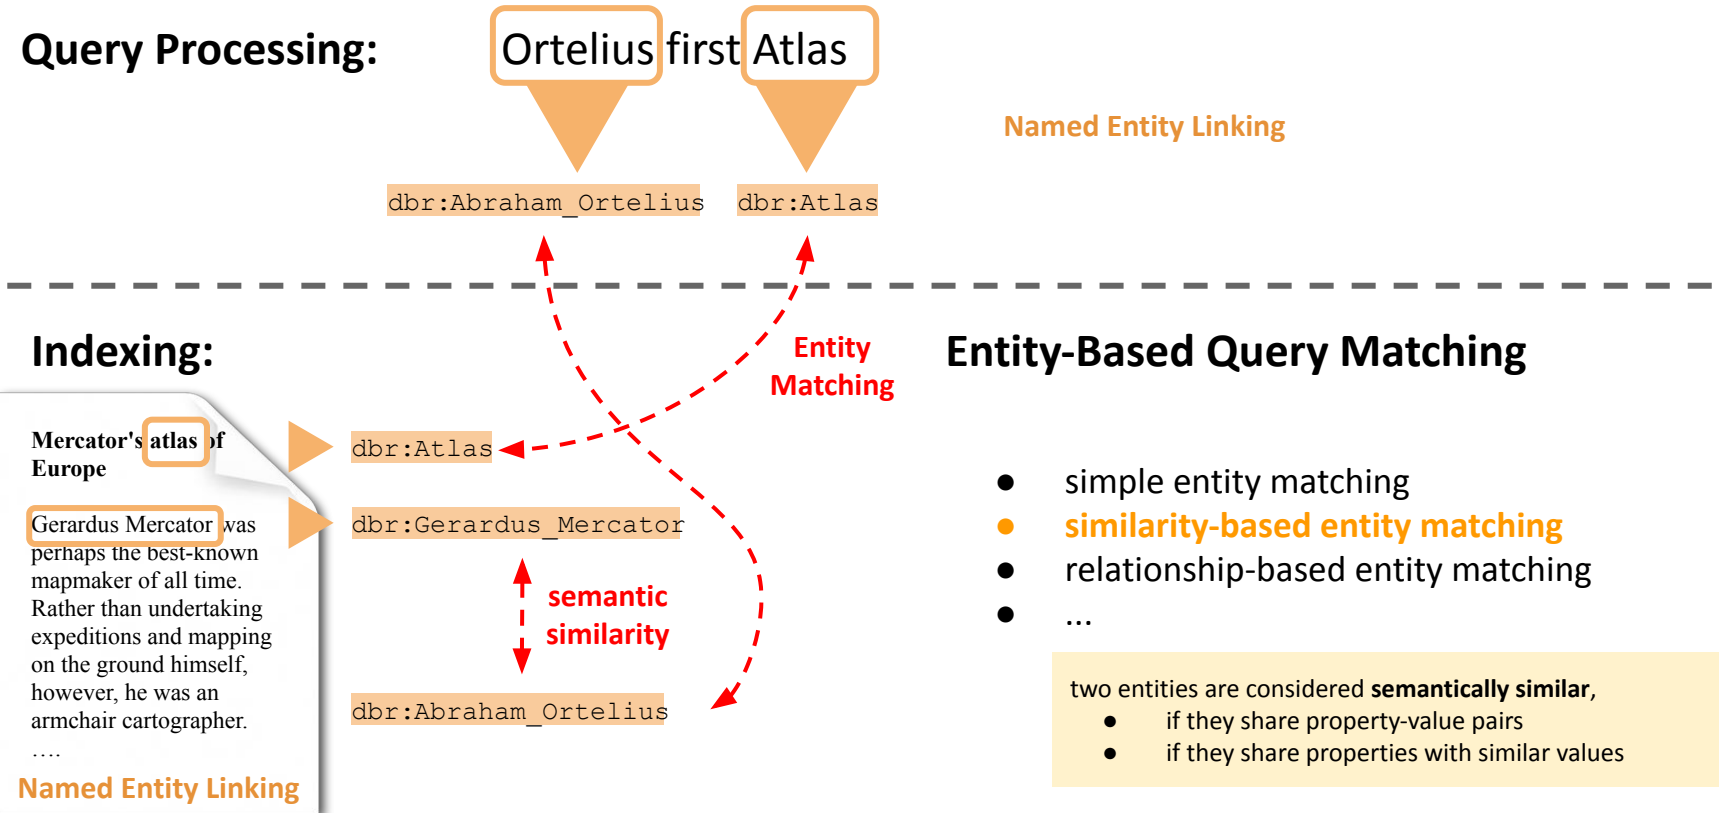 Query Processing:
Ortelius first Atlas
Named Entity Linking
dbr:Abraham_Ortelius dbr:Atlas
Indexing:
Entity
Matching
Entity-Based Query Matching
Mercator's atlas of
Europe
Gerardus Mercator was
perhaps the best-known
mapmaker of all time.
Rather than undertaking
expeditions and mapping
on the ground himself,
however, he was an
armchair cartographer.
….
Named Entity Linking
dbr:Atlas
dbr:Gerardus_Mercator
semantic
similarity
dbr:Abraham_Ortelius
● simple entity matching
● similarity-based entity matching
● relationship-based entity matching
● ...
two entities are considered semantically similar,
● if they share property-value pairs
● if they share properties with similar values